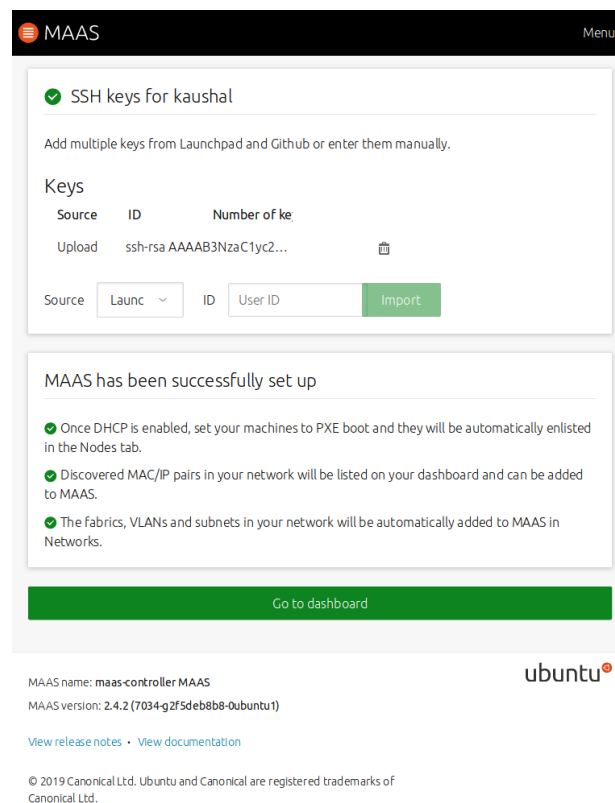 MAAS
Menu
SSH keys for kaushal
Add multiple keys from Launchpad and Github or enter them manually.
Keys
Source ID Number of ke
Upload ssh-rsa AAAAB3NzaC1yc2...
Source Launc ID User ID Import
MAAS has been successfully set up
Once DHCP is enabled, set your machines to PXE boot and they will be automatically enlisted
in the Nodes tab.
Discovered MAC/IP pairs in your network will be listed on your dashboard and can be added
to MAAS.
The fabrics, VLANs and subnets in your network will be automatically added to MAAS in
Networks.
Go to dashboard
ubuntu
MAAS name: maas-controller MAAS
MAAS version: 2.4.2 (7034-g2f5deb8b8-0ubuntu1)
View release notes • View documentation
© 2019 Canonical Ltd. Ubuntu and Canonical are registered trademarks of
Canonical Ltd.